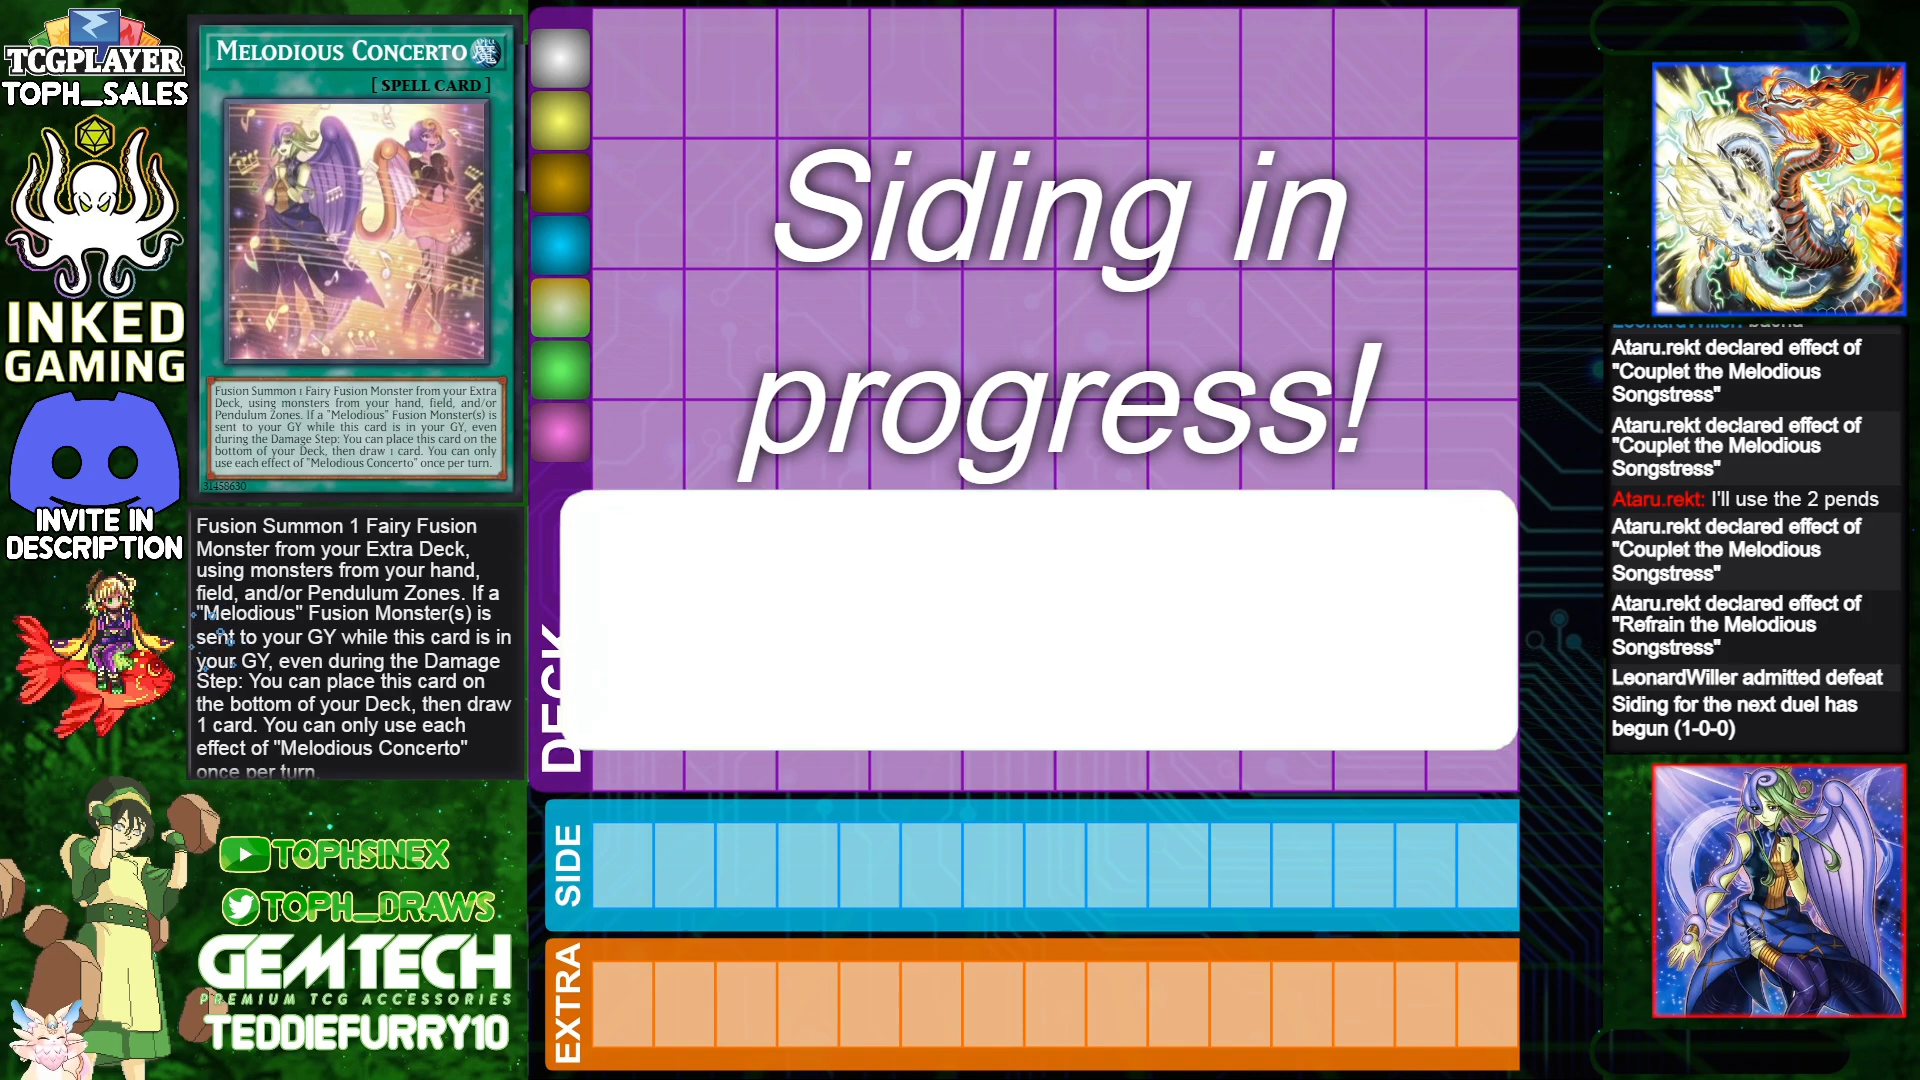 TCGPLAYER
TOPH_SALES
INKED
GAMING
INVITE IN
DESCRIPTION
MELODIOUS CONCERTO
[ SPELL CARD ]
Fusion Summon 1 Fairy Fusion Monster from your Extra
Deck, using monsters from your hand, field, and/or
Pendulum Zones. If a "Melodious" Fusion Monster(s) is
sent to your GY while this card is in your GY, even
during the Damage Step: You can place this card on the
bottom of your Deck, then draw 1 card. You can only
use each effect of "Melodious Concerto" once per turn.
31458630
Fusion Summon 1 Fairy Fusion
Monster from your Extra Deck,
using monsters from your hand,
field, and/or Pendulum Zones. If a
"Melodious" Fusion Monster(s) is
sent to your GY while this card is in
your GY, even during the Damage
Step: You can place this card on
the bottom of your Deck, then draw
1 card. You can only use each
effect of "Melodious Concerto"
once per turn.
TOPHSINEX
TOPH_DRAWS
GEMTECH
PREMIUM TCG ACCESSORIES
TEDDIEFURRY10
Siding in
progress!
DECK
SIDE
EXTRA
Ataru.rekt declared effect of
"Couplet the Melodious
Songstress"
Ataru.rekt declared effect of
"Couplet the Melodious
Songstress"
Ataru.rekt: I'll use the 2 pends
Ataru.rekt declared effect of
"Couplet the Melodious
Songstress"
Ataru.rekt declared effect of
"Refrain the Melodious
Songstress"
LeonardWiller admitted defeat
Siding for the next duel has
begun (1-0-0)